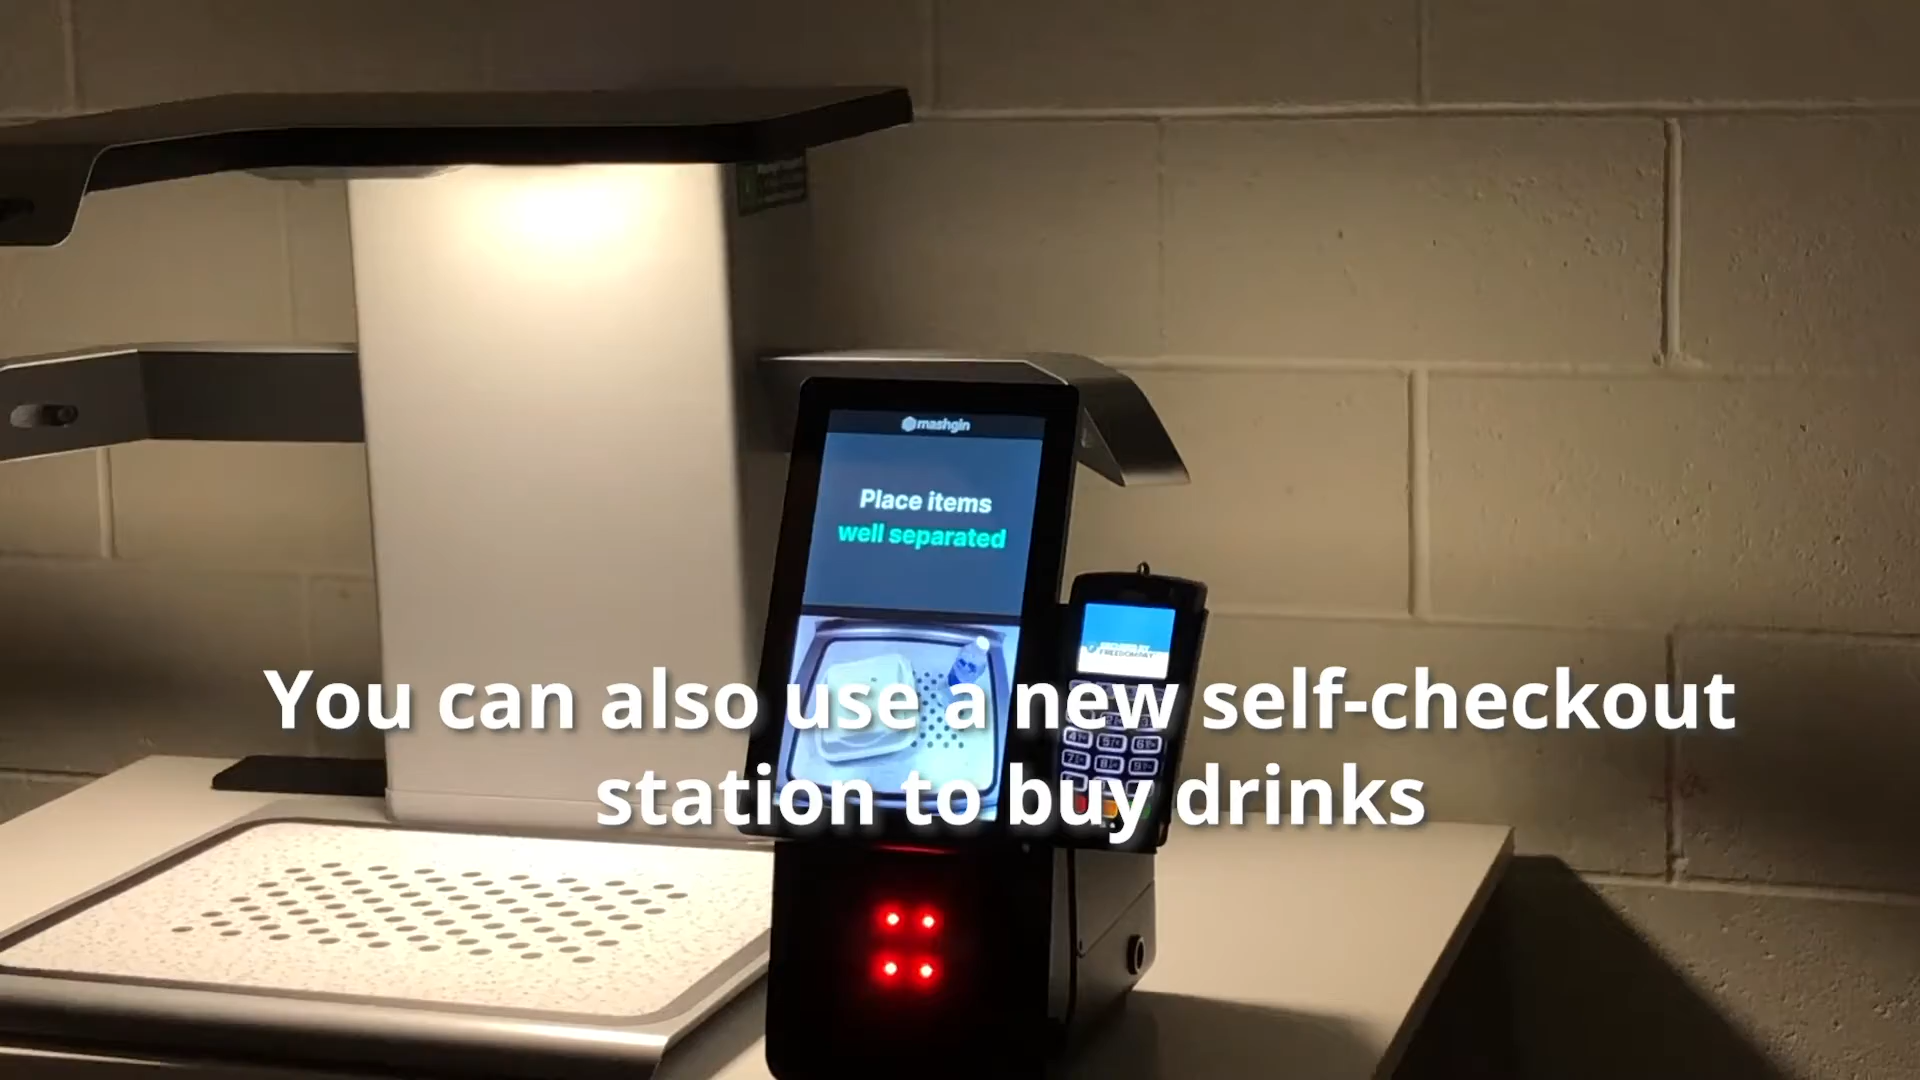 mashgin
Place items
well separated
FREEDOMPAY
You can also use a new self-checkout
station to buy drinks